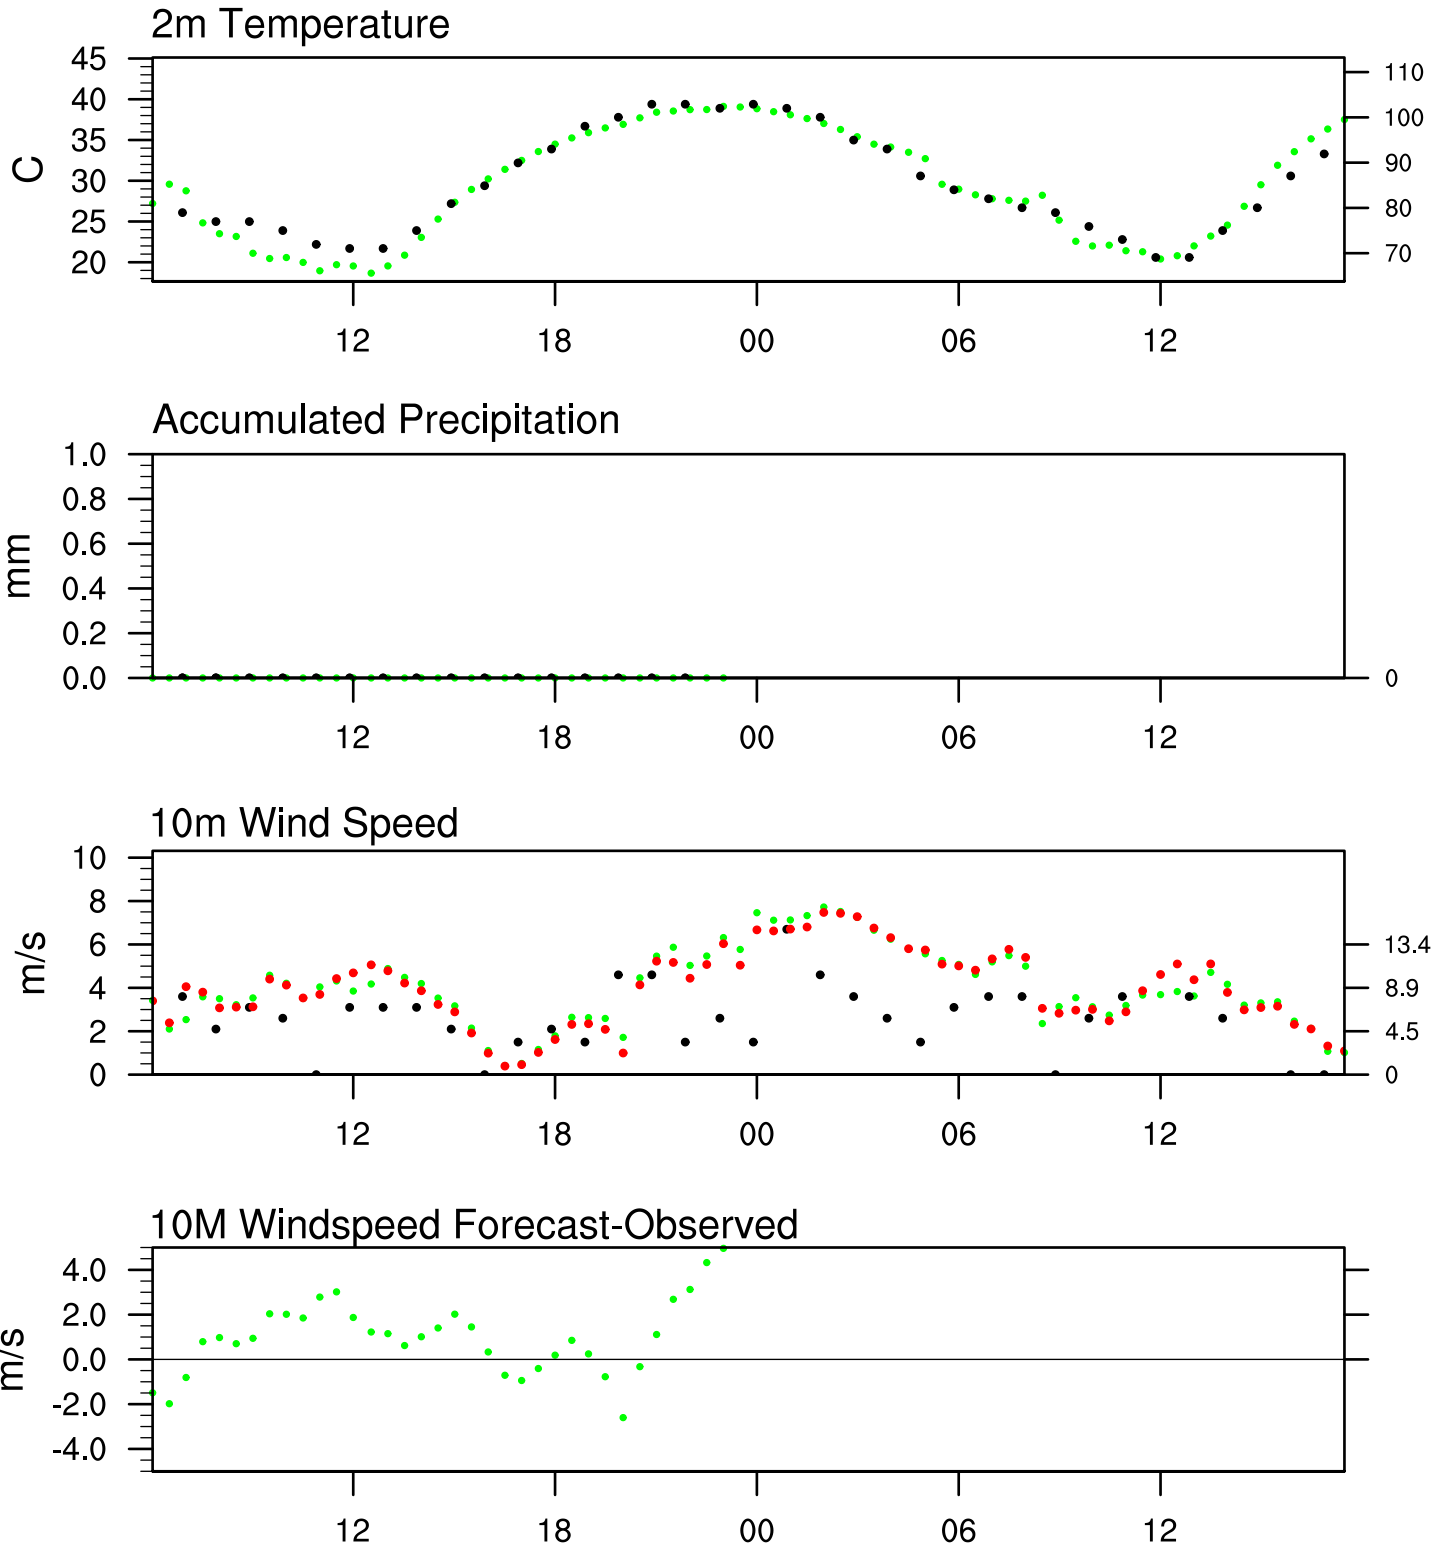 2m Temperature
45
40
35
30
25
20
C
110
100
90
80
70
12 18 00 06 12
Accumulated Precipitation
1.0
0.8
0.6
0.4
0.2
0.0
mm
0
12 18 00 06 12
10m Wind Speed
10
8
6
4
2
0
m/s
13.4
8.9
4.5
0
12 18 00 06 12
10M Windspeed Forecast-Observed
4.0
2.0
0.0
-2.0
-4.0
m/s
12 18 00 06 12